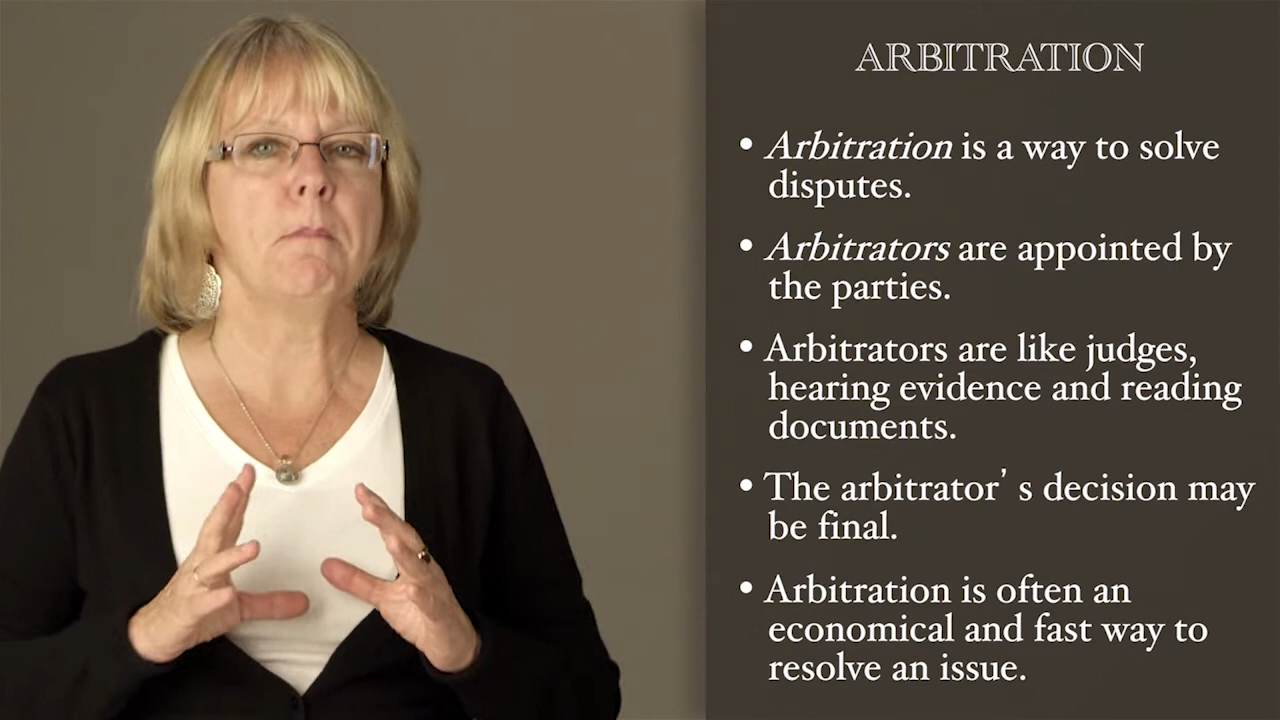 ARBITRATION
• Arbitration is a way to solve
disputes.
• Arbitrators are appointed by
the parties.
• Arbitrators are like judges,
hearing evidence and reading
documents.
• The arbitrator’ s decision may
be final.
• Arbitration is often an
economical and fast way to
resolve an issue.